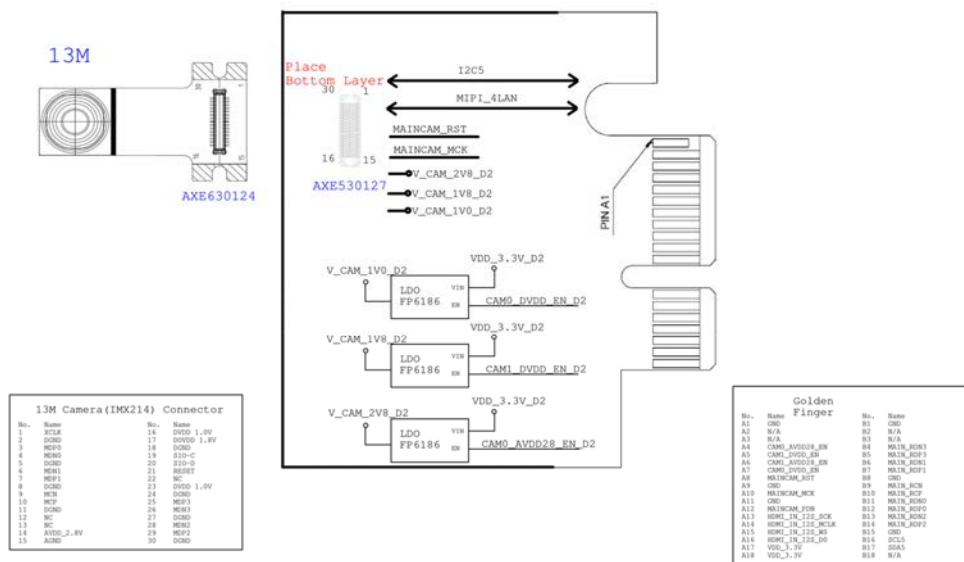 13M
30
1
16
15
AXE630124
Place
Bottom Layer
30
1
16
15
AXE530127
I2C5
MIPI_4LAN
MAINCAM_RST
MAINCAM_MCK
V_CAM_2V8_D2
V_CAM_1V8_D2
V_CAM_1V0_D2
PIN A1
V_CAM_1V0_D2
VDD_3.3V_D2
LDO
FP6186
VIN
EN
CAM0_DVDD_EN_D2
V_CAM_1V8_D2
VDD_3.3V_D2
LDO
FP6186
VIN
EN
CAM1_DVDD_EN_D2
V_CAM_2V8_D2
VDD_3.3V_D2
LDO
FP6186
VIN
EN
CAM0_AVDD28_EN_D2
13M Camera(IMX214) Connector
No. Name No. Name
1 XCLK 16 DVDD 1.0V
2 DGND 17 DOVDD 1.8V
3 MDP0 18 DGND
4 MDN0 19 SIO-C
5 DGND 20 SIO-D
6 MDN1 21 RESET
7 MDP1 22 NC
8 DGND 23 DVDD 1.0V
9 MCN 24 DGND
10 MCP 25 MDP3
11 DGND 26 MDN3
12 NC 27 DGND
13 NC 28 MDN2
14 AVDD_2.8V 29 MDP2
15 AGND 30 DGND
Golden
Finger
No. Name No. Name
A1 GND B1 GND
A2 N/A B2 N/A
A3 N/A B3 N/A
A4 CAM0_AVDD28_EN B4 MAIN_RDN3
A5 CAM1_DVDD_EN B5 MAIN_RDP3
A6 CAM1_AVDD28_EN B6 MAIN_RDN1
A7 CAM0_DVDD_EN B7 MAIN_RDP1
A8 MAINCAM_RST B8 GND
A9 GND B9 MAIN_RCN
A10 MAINCAM_MCK B10 MAIN_RCP
A11 GND B11 MAIN_RDN0
A12 MAINCAM_PDN B12 MAIN_RDP0
A13 HDMI_IN_I2S_SCK B13 MAIN_RDN2
A14 HDMI_IN_I2S_MCLK B14 MAIN_RDP2
A15 HDMI_IN_I2S_WS B15 GND
A16 HDMI_IN_I2S_D0 B16 SCL5
A17 VDD_3.3V B17 SDA5
A18 VDD_3.3V B18 N/A